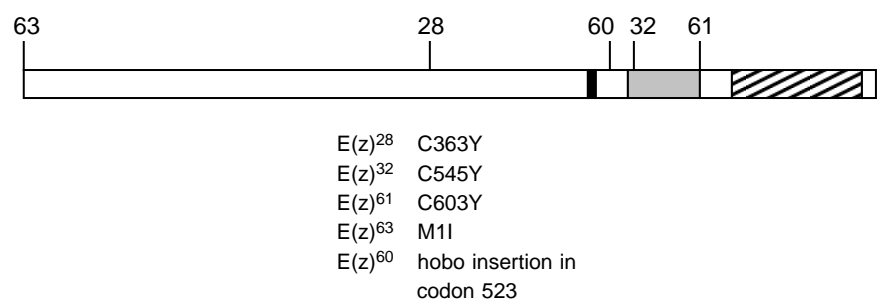 63 28 60 32 61
E(z)28 C363Y
E(z)32 C545Y
E(z)61 C603Y
E(z)63 M1I
E(z)60 hobo insertion in
codon 523